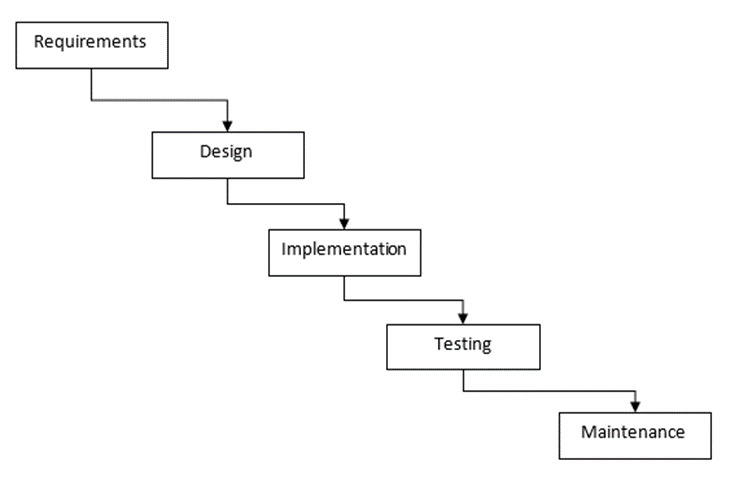 Requirements
Design
Implementation
Testing
Maintenance